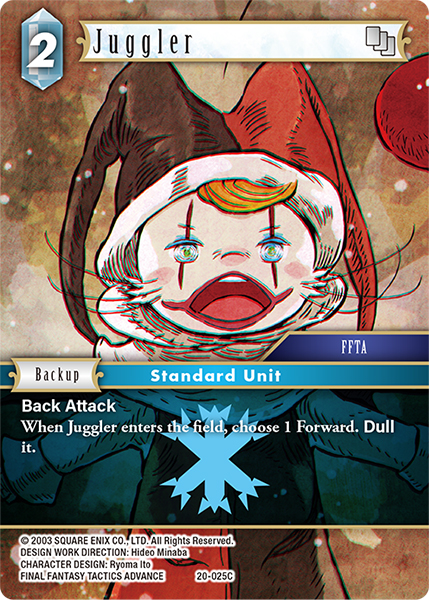 2
Juggler
FFTA
Backup
Standard Unit
Back Attack
When Juggler enters the field, choose 1 Forward. Dull
it.
© 2003 SQUARE ENIX CO., LTD. All Rights Reserved.
DESIGN WORK DIRECTION: Hideo Minaba
CHARACTER DESIGN: Ryoma Ito
FINAL FANTASY TACTICS ADVANCE
20-025C